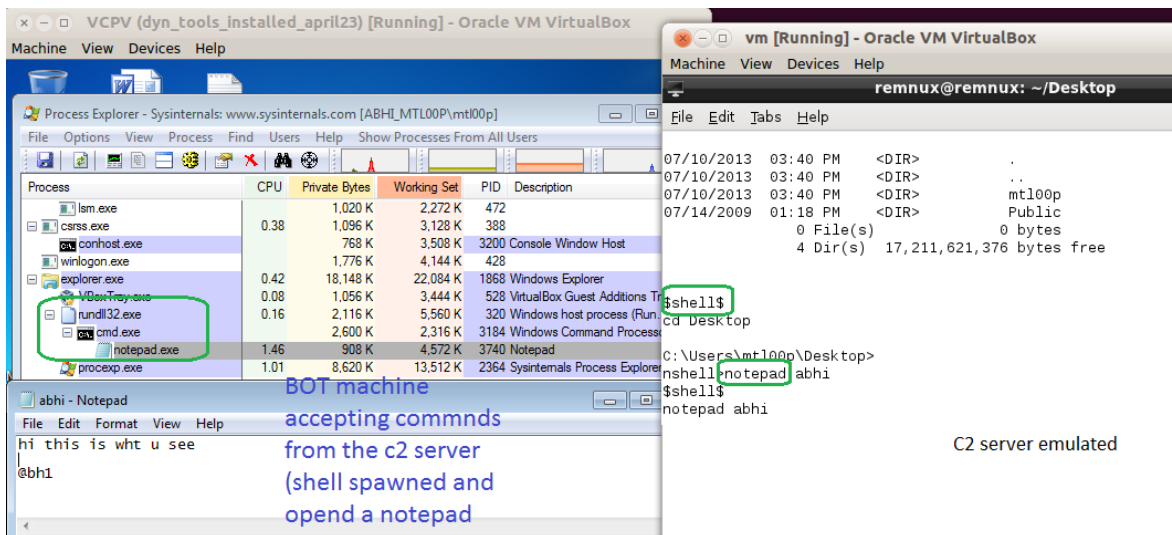 VCPV (dyn_tools_installed_april23) [Running] - Oracle VM VirtualBox
Machine View Devices Help
Process Explorer - Sysinternals: www.sysinternals.com [ABHI_MTL00P\mtl00p]
File Options View Process Find Users Help Show Processes From All Users
Process CPU Private Bytes Working Set PID Description
lsm.exe 1,020 K 2,272 K 472
csrss.exe 0.38 1,096 K 3,128 K 388
conhost.exe 768 K 3,508 K 3200 Console Window Host
winlogon.exe 1,776 K 4,144 K 428
explorer.exe 0.42 18,148 K 22,084 K 1868 Windows Explorer
VBoxTray.exe 0.08 1,056 K 3,444 K 528 VirtualBox Guest Additions Tr
rundll32.exe 0.16 2,116 K 5,560 K 320 Windows host process (Run.
cmd.exe 2,600 K 2,316 K 3184 Windows Command Processo
notepad.exe 1.46 908 K 4,572 K 3740 Notepad
procexp.exe 1.01 8,620 K 13,512 K 2364 Sysinternals Process Explorer
abhi - Notepad
File Edit Format View Help
hi this is wht u see
@bh1
BOT machine
accepting commnds
from the c2 server
(shell spawned and
opend a notepad
vm [Running] - Oracle VM VirtualBox
Machine View Devices Help
remnux@remnux: ~/Desktop
File Edit Tabs Help
07/10/2013 03:40 PM <DIR> .
07/10/2013 03:40 PM <DIR> ..
07/10/2013 03:40 PM <DIR> mtl00p
07/14/2009 01:18 PM <DIR> Public
0 File(s) 0 bytes
4 Dir(s) 17,211,621,376 bytes free
$shell$
cd Desktop
C:\Users\mtl00p\Desktop>
nshell>notepad abhi
$shell$
notepad abhi
C2 server emulated